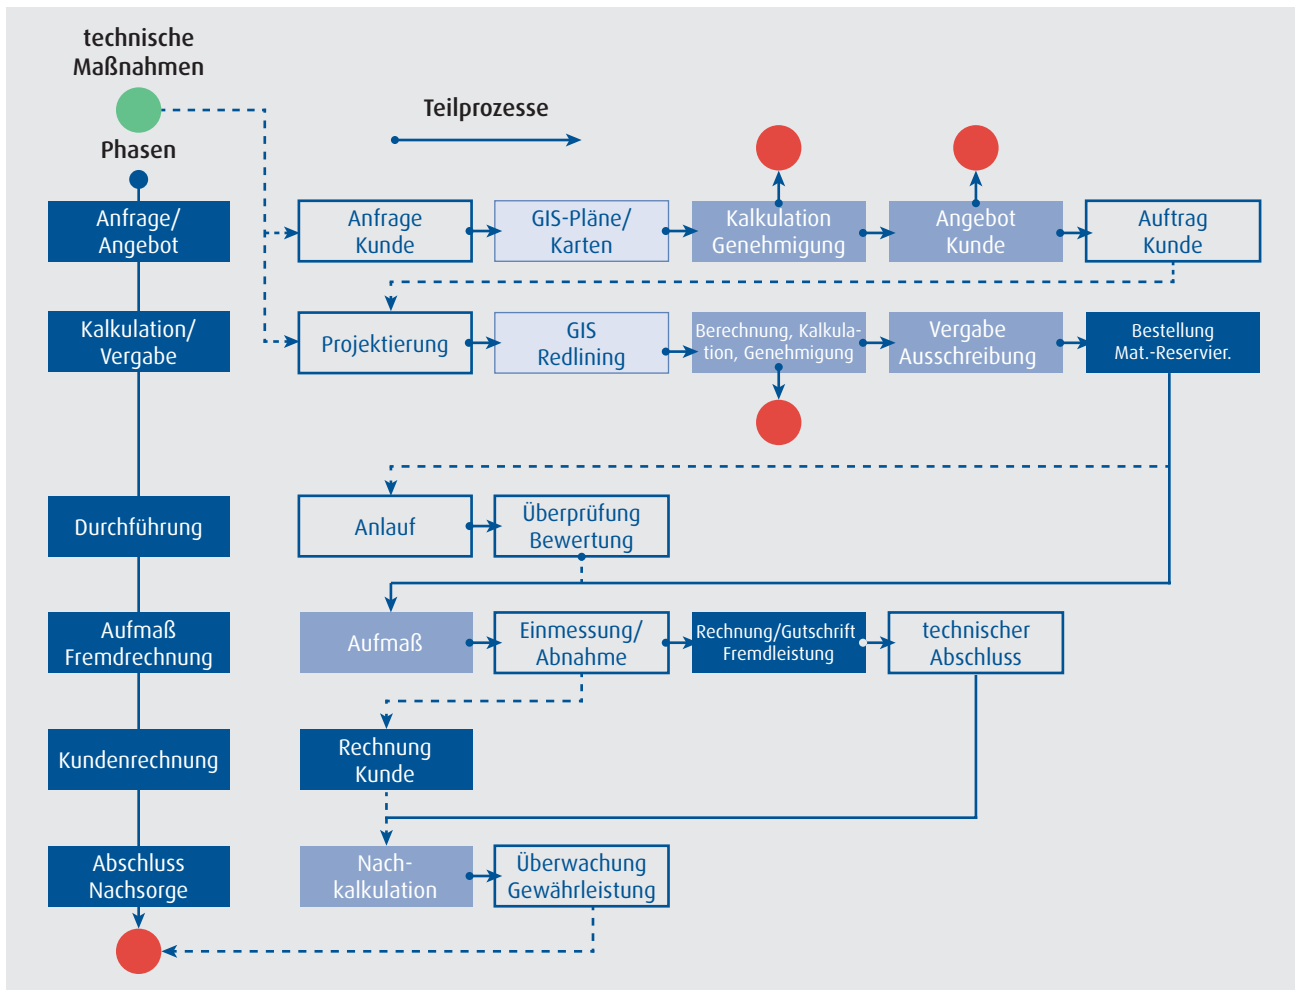 technische
Maßnahmen
Teilprozesse
Phasen
Anfrage/
Angebot
Anfrage
Kunde
GIS-Pläne/
Karten
Kalkulation
Genehmigung
Angebot
Kunde
Auftrag
Kunde
Kalkulation/
Vergabe
Projektierung
GIS
Redlining
Berechnung, Kalkula-
tion, Genehmigung
Vergabe
Ausschreibung
Bestellung
Mat.-Reservier.
Durchführung
Anlauf
Überprüfung
Bewertung
Aufmaß
Fremdrechnung
Aufmaß
Einmessung/
Abnahme
Rechnung/Gutschrift
Fremdleistung
technischer
Abschluss
Kundenrechnung
Rechnung
Kunde
Abschluss
Nachsorge
Nach-
kalkulation
Überwachung
Gewährleistung